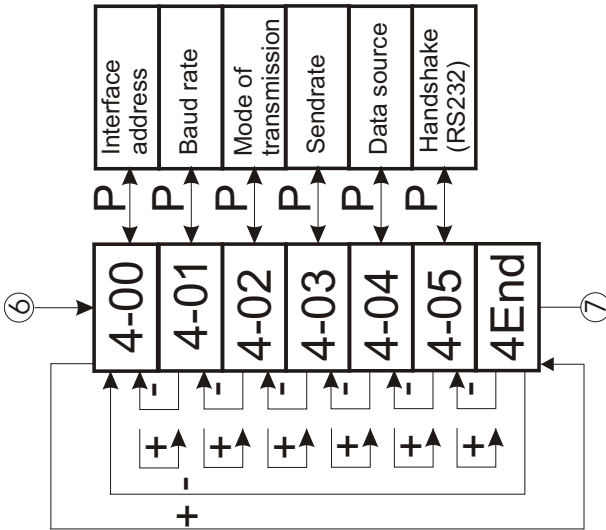 6
4-00
P
Interface
address
4-01
P
Baud rate
4-02
P
Mode of
transmission
4-03
P
Sendrate
4-04
P
Data source
4-05
P
Handshake
(RS232)
4End
7
+ -
+ -
+ -
+ -
+ -
+ -
+ -